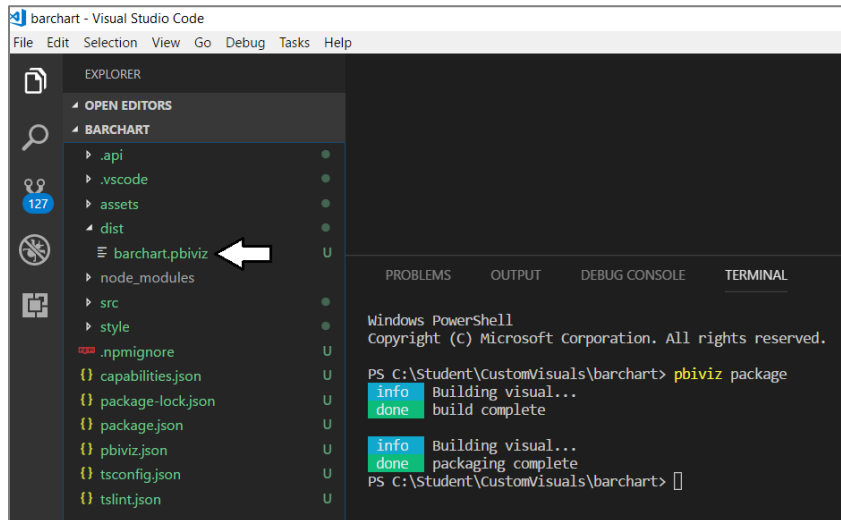 barchart - Visual Studio Code
File Edit Selection View Go Debug Tasks Help
EXPLORER
OPEN EDITORS
BARCHART
.api
.vscode
127
assets
dist
barchart.pbiviz U
node_modules
src
style
npm .npmignore U
{} capabilities.json U
{} package-lock.json U
{} package.json U
{} pbiviz.json U
{} tsconfig.json U
{} tslint.json U
PROBLEMS OUTPUT DEBUG CONSOLE TERMINAL
Windows PowerShell
Copyright (C) Microsoft Corporation. All rights reserved.
PS C:\Student\CustomVisuals\barchart> pbiviz package
info Building visual...
done build complete
info Building visual...
done packaging complete
PS C:\Student\CustomVisuals\barchart>